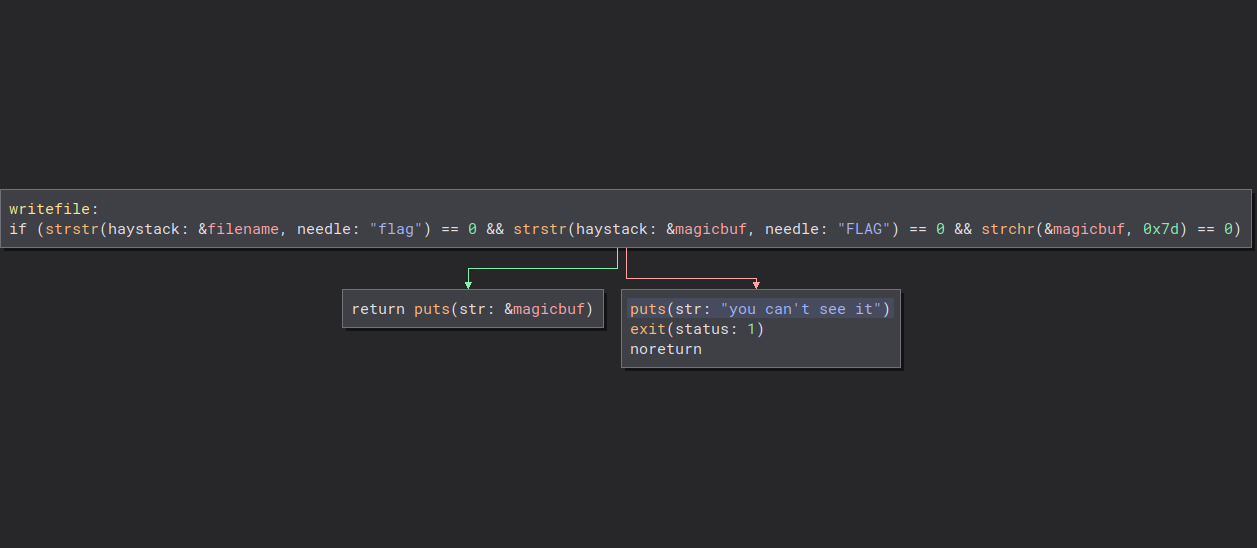 writefile:
if (strstr(haystack: &filename, needle: "flag") == 0 && strstr(haystack: &magicbuf, needle: "FLAG") == 0 && strchr(&magicbuf, 0x7d) == 0)
return puts(str: &magicbuf)
puts(str: "you can't see it")
exit(status: 1)
noreturn